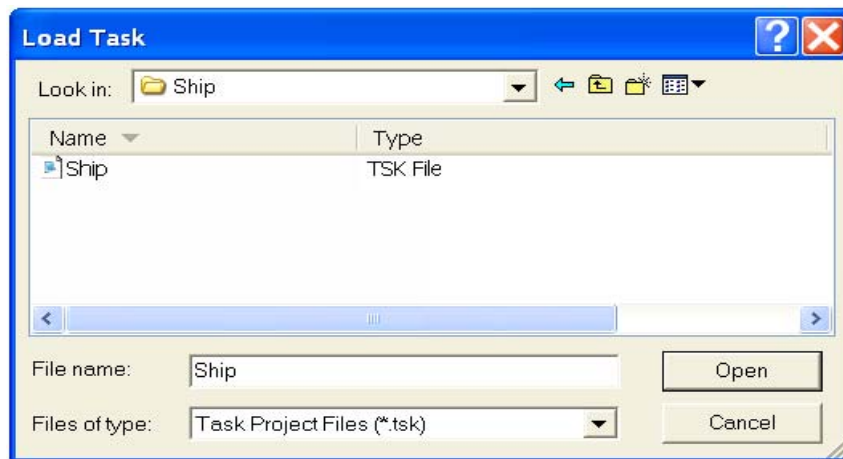 Load Task
Look in: Ship
Name Type
Ship TSK File
File name: Ship Open
Files of type: Task Project Files (*.tsk) Cancel